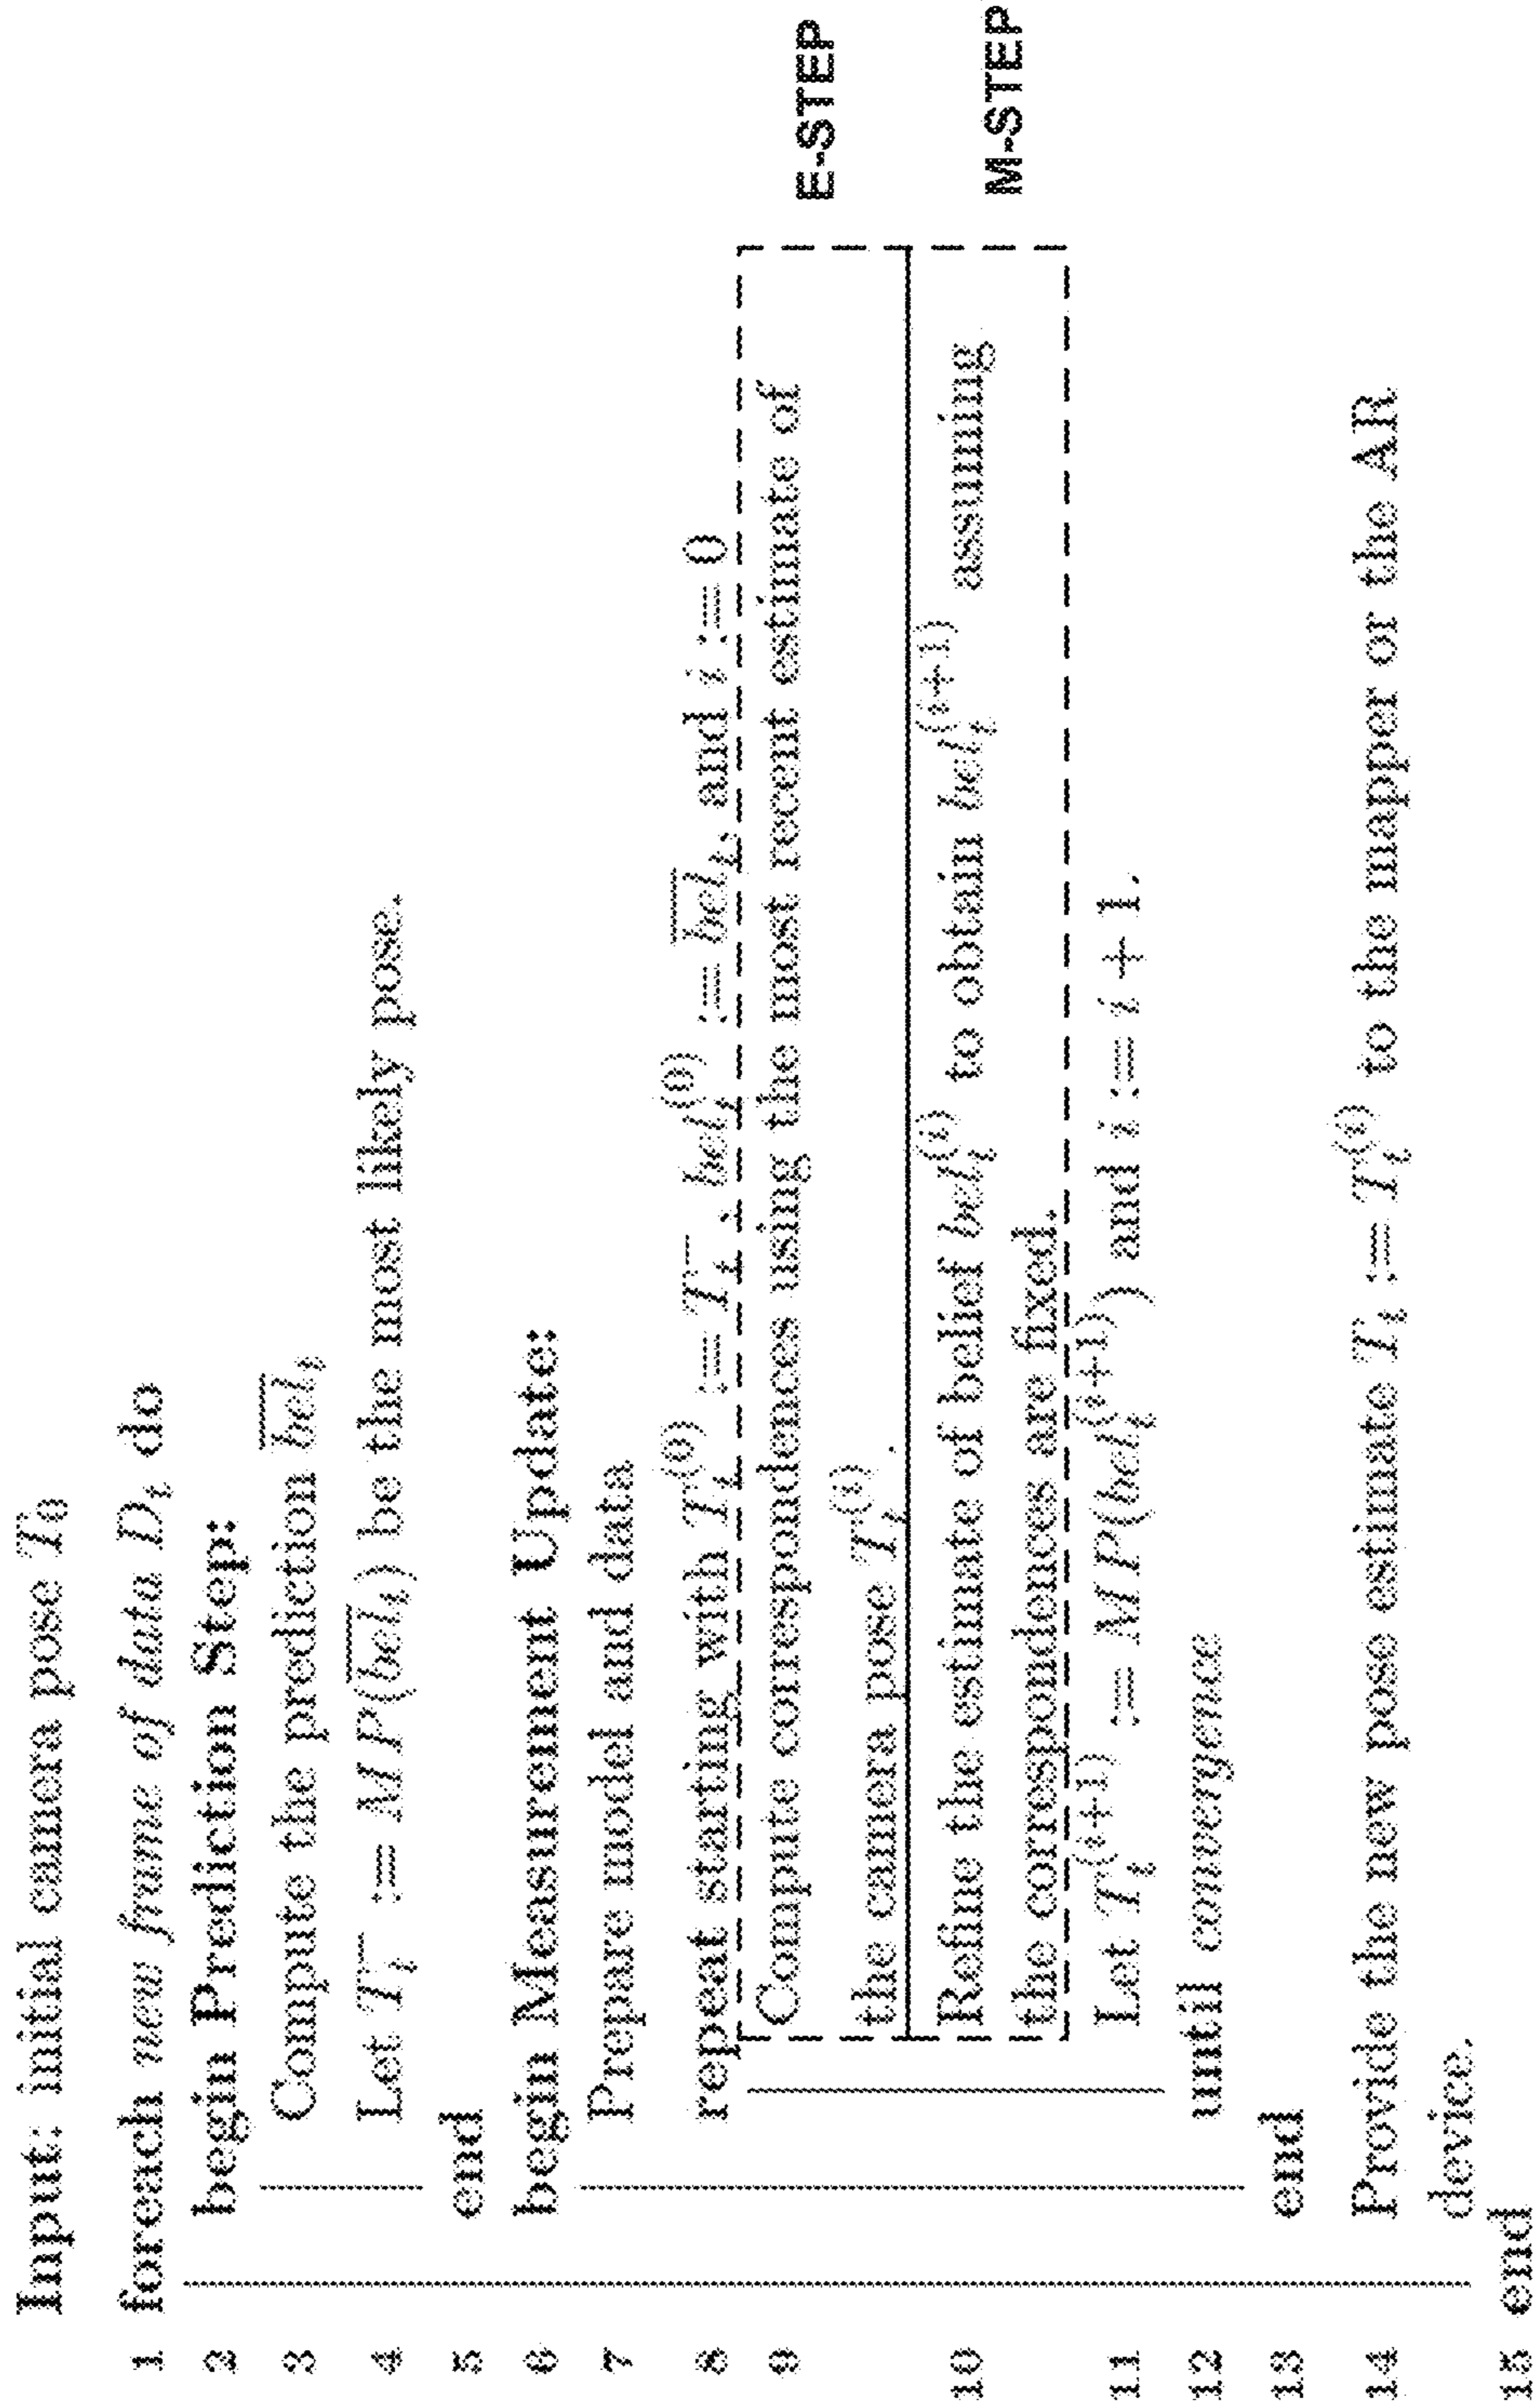 Input: initial camera pose T₀
1 foreach new frame of data Dₜ do
2 begin Prediction Step:
3 Compute the prediction b̅e̅l̅ₜ
4 Let Tₜ⁻ := MP(b̅e̅l̅ₜ) be the most likely pose.
5 end
6 begin Measurement Update:
7 Prepare model and data
8 repeat starting with Tₜ⁽⁰⁾ := Tₜ⁻, belₜ⁽⁰⁾ := b̅e̅l̅ₜ, and i := 0
9 Compute correspondences using the most recent estimate of
the camera pose Tₜ⁽ⁱ⁾.
E-STEP
10 Refine the estimate of belief belₜ⁽ⁱ⁾ to obtain belₜ⁽ⁱ⁺¹⁾ assuming
the correspondences are fixed.
M-STEP
11 Let Tₜ⁽ⁱ⁺¹⁾ := MP(belₜ⁽ⁱ⁺¹⁾) and i := i + 1.
12 until convergence
13 end
14 Provide the new pose estimate Tₜ := Tₜ⁽ⁱ⁾ to the mapper or the AR
device.
15 end